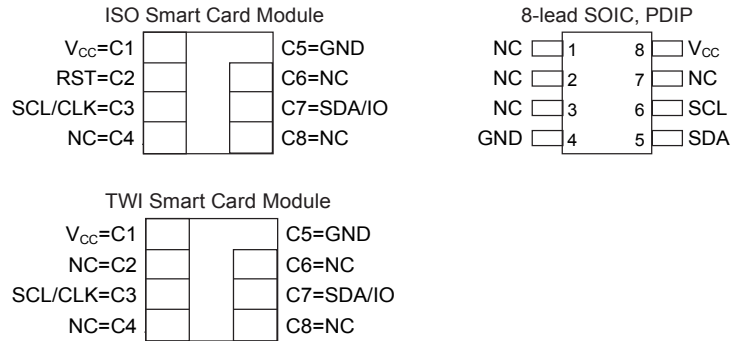 ISO Smart Card Module
VCC=C1 C5=GND
RST=C2 C6=NC
SCL/CLK=C3 C7=SDA/IO
NC=C4 C8=NC
8-lead SOIC, PDIP
NC 1 8 VCC
NC 2 7 NC
NC 3 6 SCL
GND 4 5 SDA
TWI Smart Card Module
VCC=C1 C5=GND
NC=C2 C6=NC
SCL/CLK=C3 C7=SDA/IO
NC=C4 C8=NC